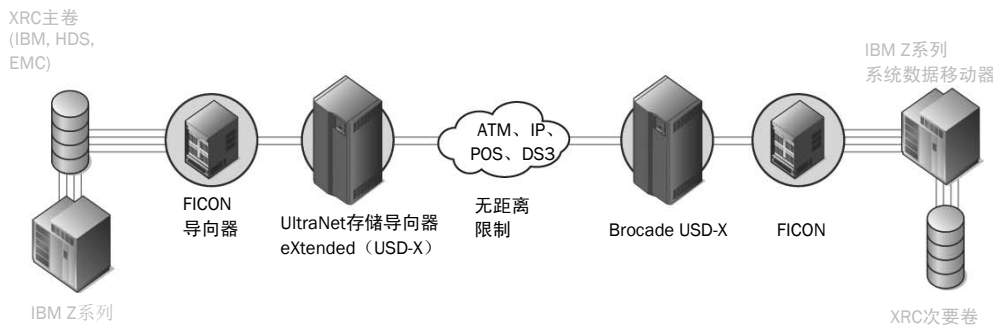 XRC主卷
(IBM, HDS,
EMC)
IBM Z系列
系统数据移动器
ATM、IP、
POS、DS3
FICON
导向器
UltraNet存储导向器
eXtended（USD-X）
无距离
限制
Brocade USD-X
FICON
IBM Z系列
XRC次要卷